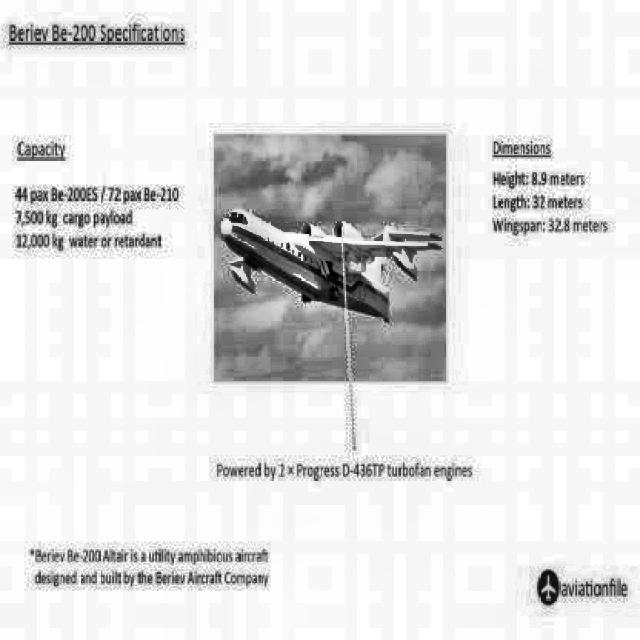 Beriev Be-200 Specifications
Capacity
44 pax Be-200ES / 72 pax Be-210
7,500 kg cargo payload
12,000 kg water or retardant
Dimensions
Height: 8.9 meters
Length: 32 meters
Wingspan: 32.8 meters
Powered by 2 × Progress D-436TP turbofan engines
*Beriev Be-200 Altair is a utility amphibious aircraft
designed and built by the Beriev Aircraft Company
aviationfile